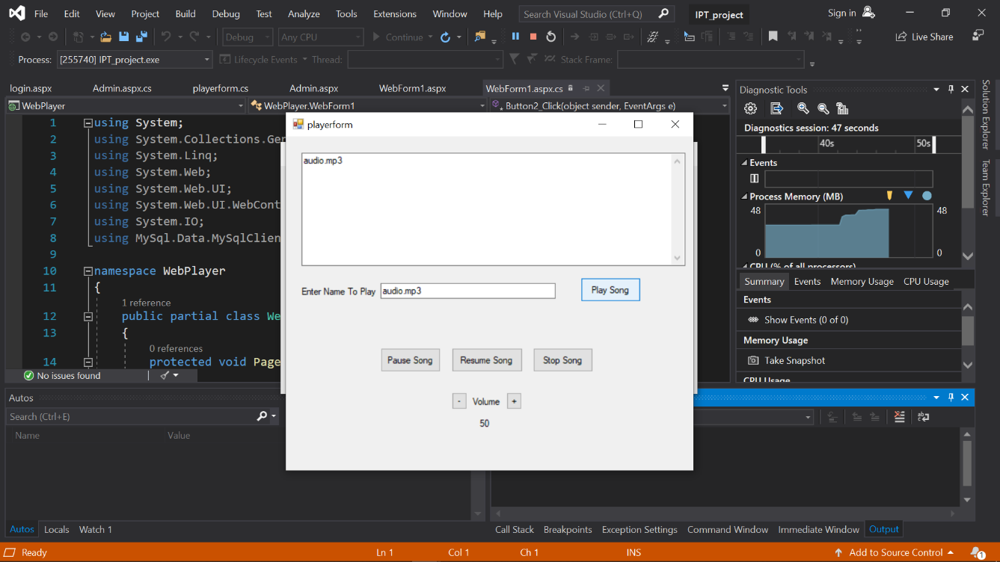 File Edit View Project Build Debug Test Analyze Tools Extensions Window Help Search Visual Studio (Ctrl+Q) IPT_project Sign in
Debug Any CPU Continue Live Share
Process: [255740] IPT_project.exe Lifecycle Events Thread: Stack Frame:
login.aspx Admin.aspx.cs playerform.cs Admin.aspx WebForm1.aspx WebForm1.aspx.cs
WebPlayer WebPlayer.WebForm1 Button2_Click(object sender, EventArgs e)
1 using System;
2 using System.Collections.Ger
3 using System.Linq;
4 using System.Web;
5 using System.Web.UI;
6 using System.Web.UI.WebCont
7 using System.IO;
8 using MySql.Data.MySqlClien
9
10 namespace WebPlayer
11 {
1 reference
12 public partial class We
13 {
0 references
14 protected void Page
No issues found
playerform
audio.mp3
Enter Name To Play audio.mp3 Play Song
Pause Song Resume Song Stop Song
- Volume +
50
Diagnostic Tools
Diagnostics session: 47 seconds
40s 50s
Events
Process Memory (MB)
48 48
0 0
CPU (% of all processors)
Summary Events Memory Usage CPU Usage
Events
Show Events (0 of 0)
Memory Usage
Take Snapshot
CPU Usage
Solution Explorer
Team Explorer
Autos
Search (Ctrl+E)
Name Value
Autos Locals Watch 1
Call Stack Breakpoints Exception Settings Command Window Immediate Window Output
Ready Ln 1 Col 1 Ch 1 INS Add to Source Control 1